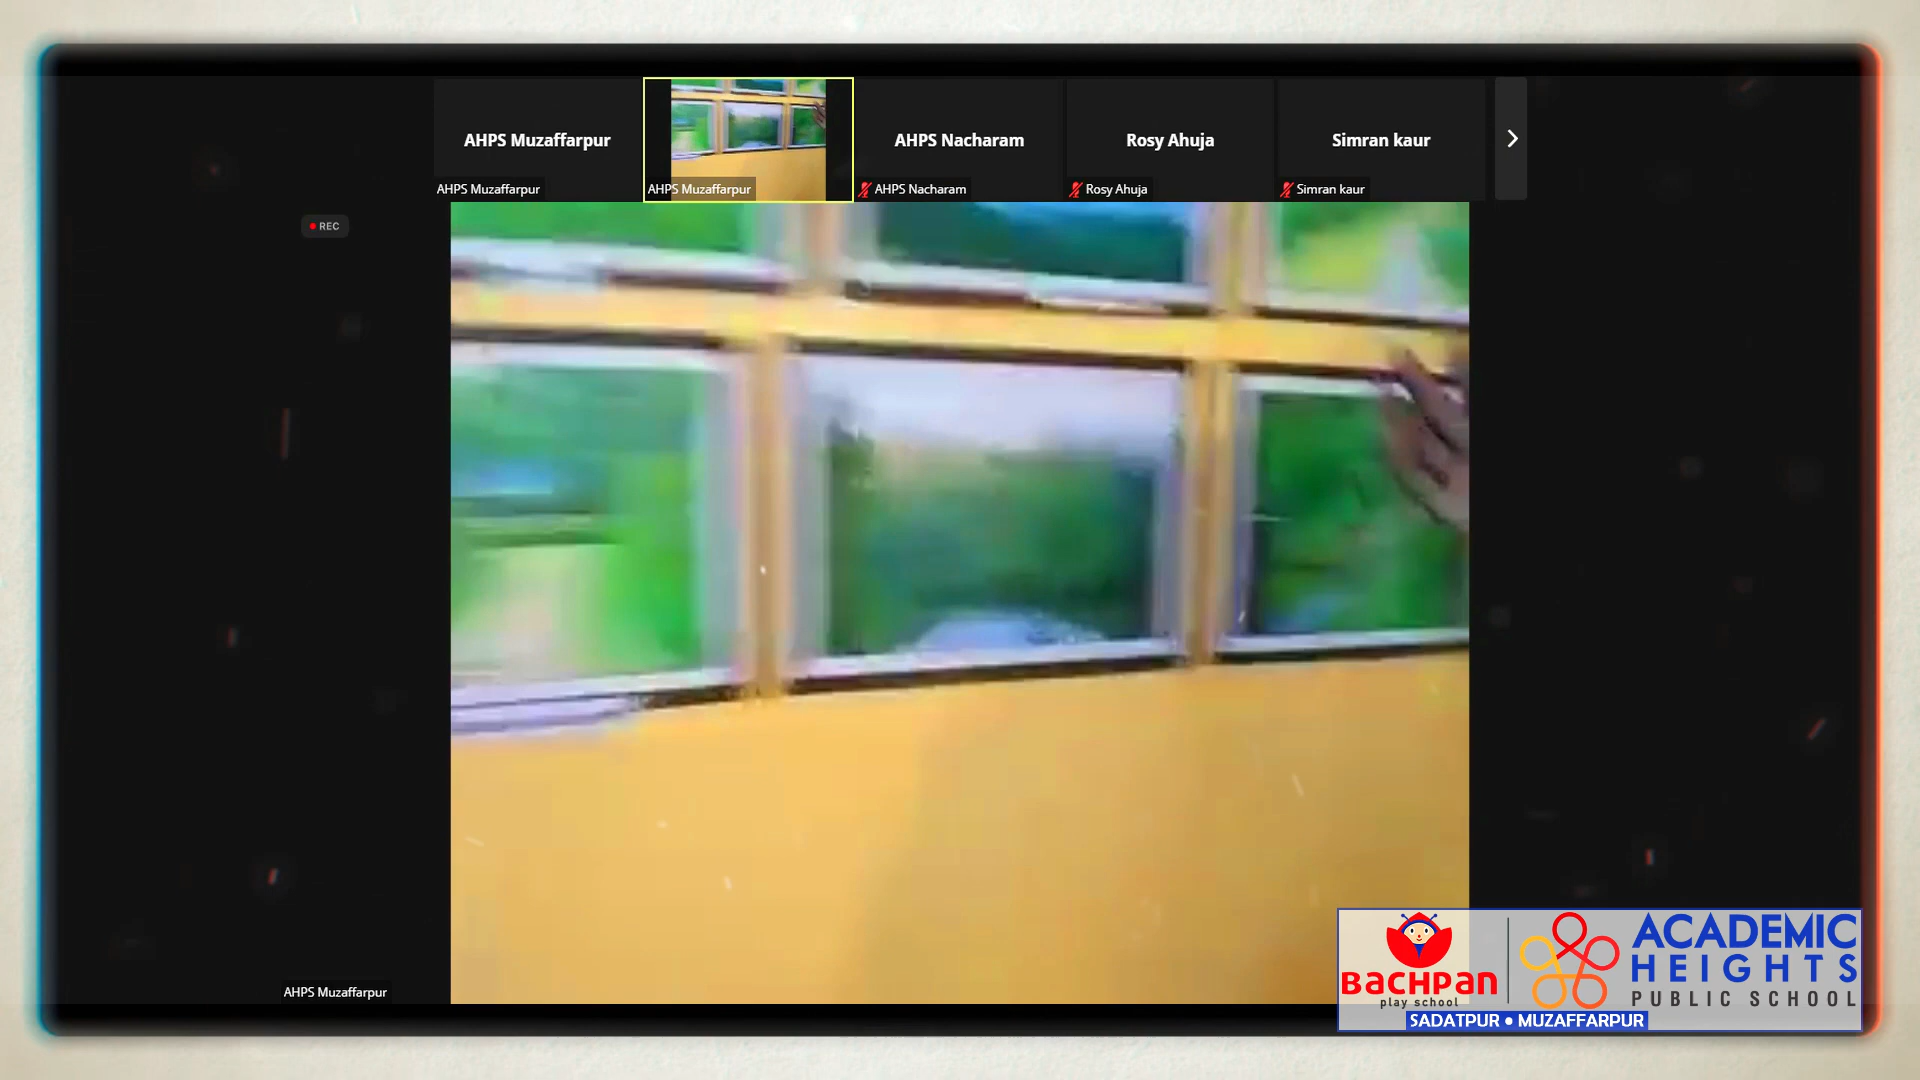 AHPS Muzaffarpur
AHPS Nacharam
Rosy Ahuja
Simran kaur
AHPS Muzaffarpur
AHPS Muzaffarpur
AHPS Nacharam
Rosy Ahuja
Simran kaur
REC
AHPS Muzaffarpur
BACHPan
play school
ACADEMIC
HEIGHTS
PUBLIC SCHOOL
SADATPUR • MUZAFFARPUR